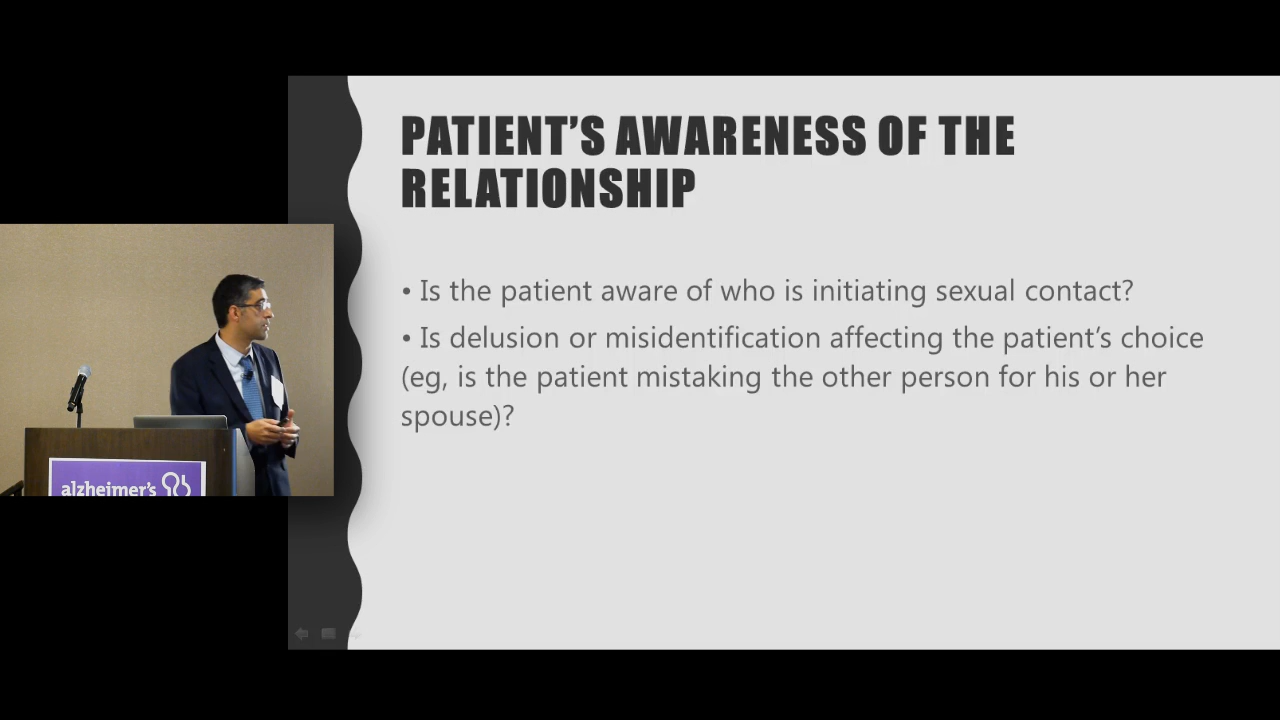 PATIENT'S AWARENESS OF THE
RELATIONSHIP
• Is the patient aware of who is initiating sexual contact?
• Is delusion or misidentification affecting the patient's choice
(eg, is the patient mistaking the other person for his or her
spouse)?
alzheimer's